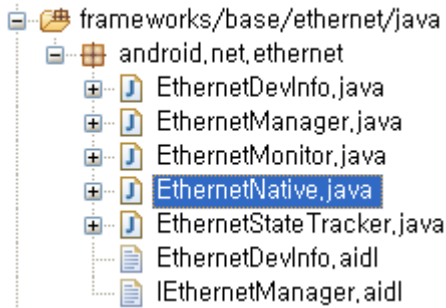 frameworks/base/ethernet/java
android.net.ethernet
EthernetDevInfo.java
EthernetManager.java
EthernetMonitor.java
EthernetNative.java
EthernetStateTracker.java
EthernetDevInfo.aidl
IEthernetManager.aidl